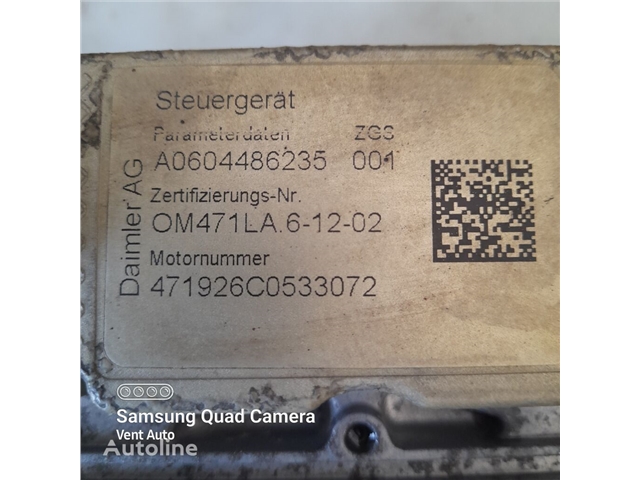 Steuergerät
Parameterdaten ZGS
A0604486235 001
Zertifizierungs-Nr.
OM471LA.6-12-02
Motornummer
471926C0533072
Daimler AG
Samsung Quad Camera
Vent Auto
Autoline